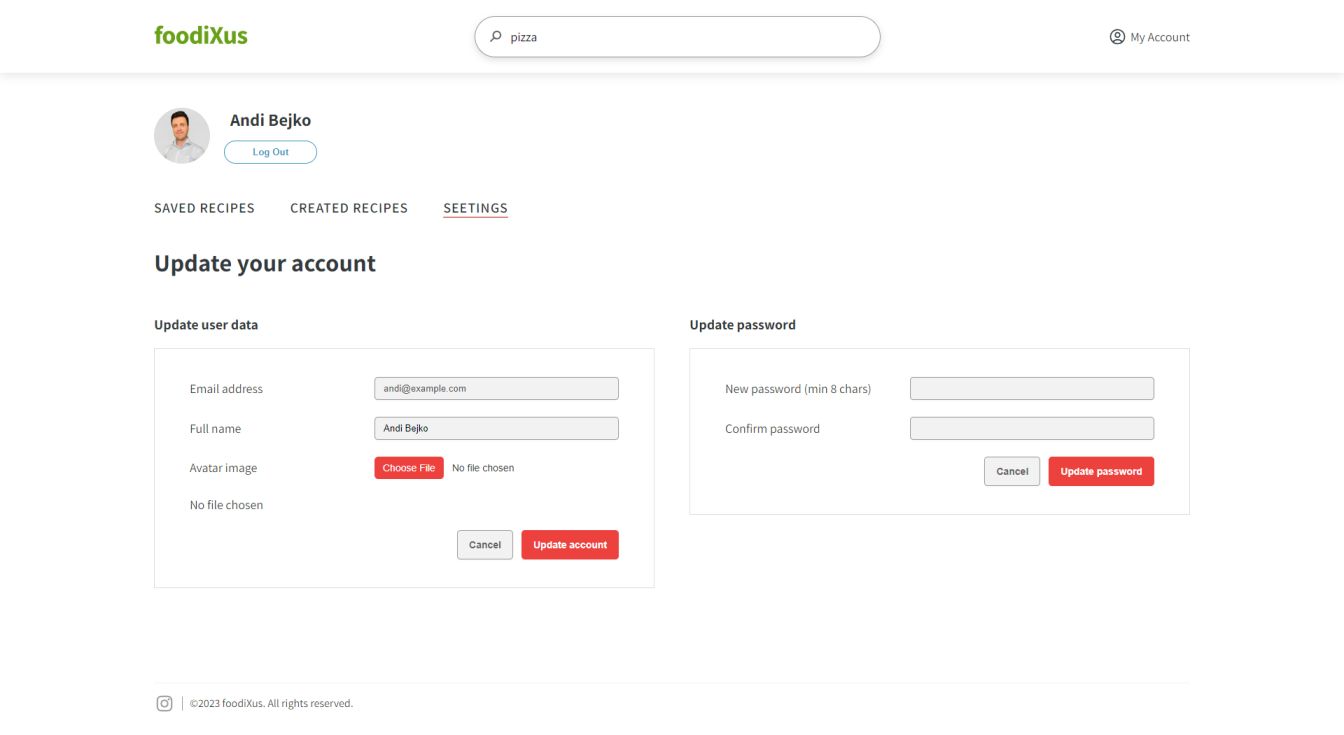 foodiXus
pizza
My Account
Andi Bejko
Log Out
SAVED RECIPES CREATED RECIPES SEETINGS
Update your account
Update user data
Email address andi@example.com
Full name Andi Bejko
Avatar image Choose File No file chosen
No file chosen
Cancel Update account
Update password
New password (min 8 chars)
Confirm password
Cancel Update password
©2023 foodiXus. All rights reserved.